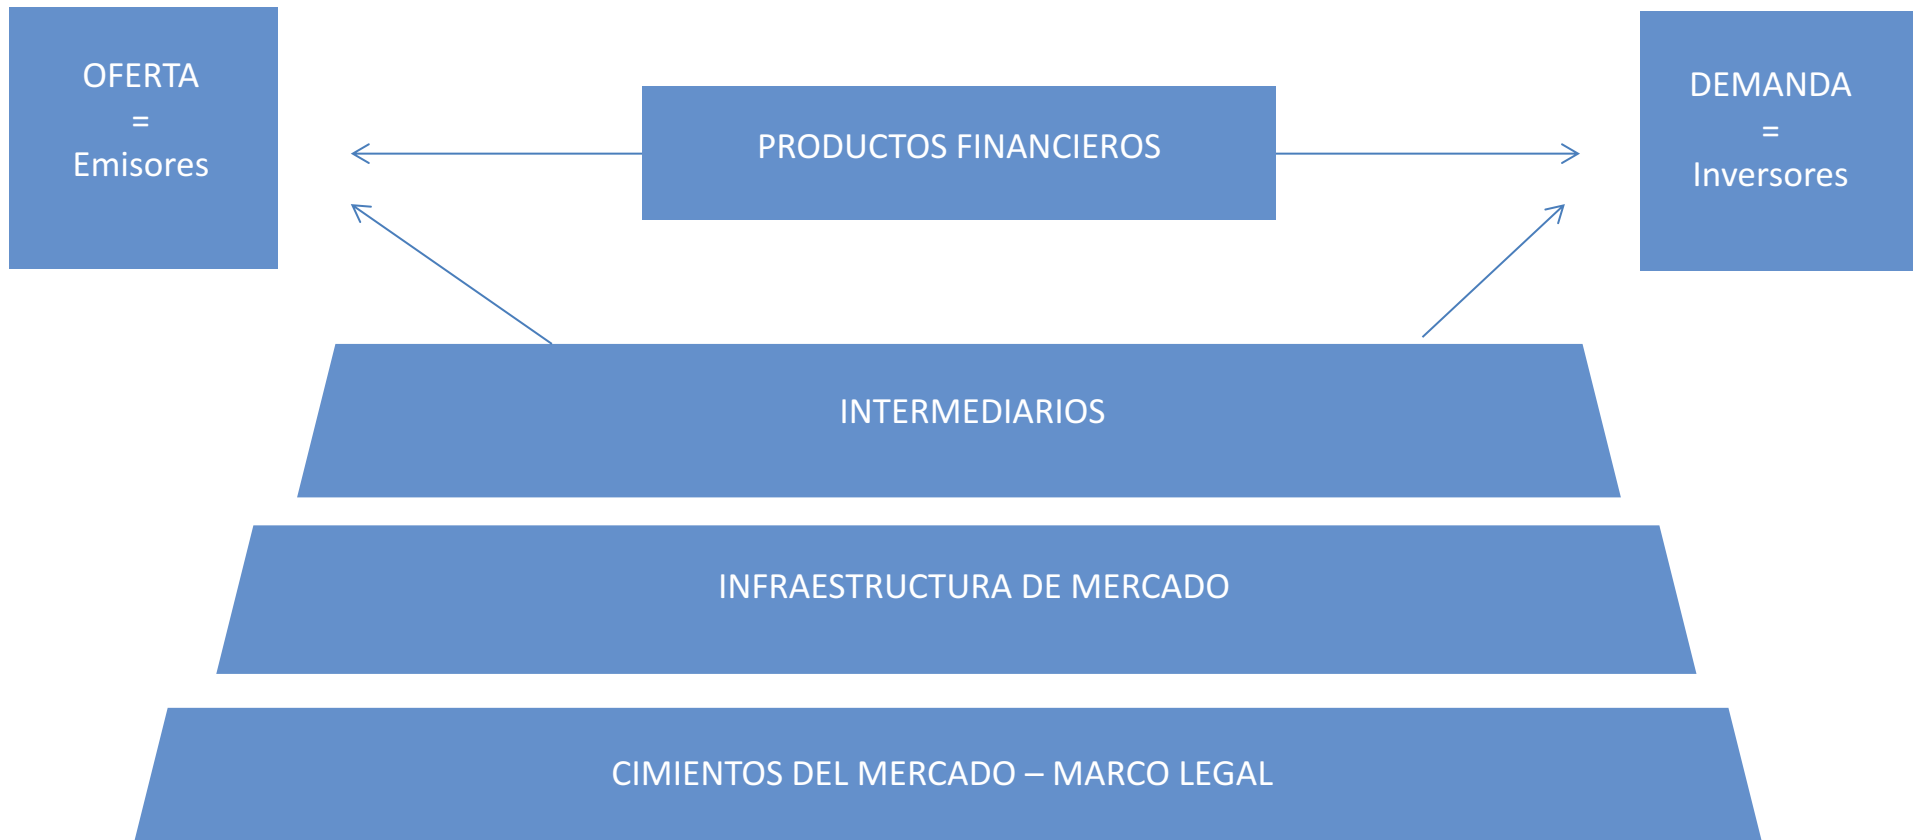 OFERTA
=
Emisores
PRODUCTOS FINANCIEROS
DEMANDA
=
Inversores
INTERMEDIARIOS
INFRAESTRUCTURA DE MERCADO
CIMIENTOS DEL MERCADO – MARCO LEGAL